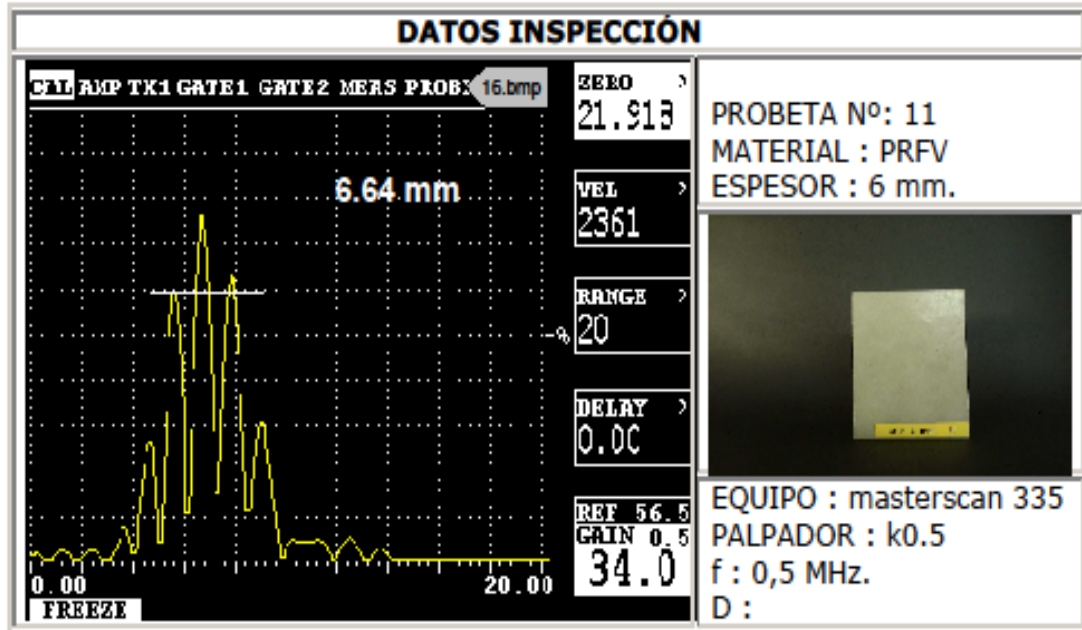 DATOS INSPECCIÓN
CAL AMP TX1 GATE1 GATE2 MEAS PROBE 16.bmp
6.64 mm
ZERO >
21.913
VEL >
2361
RANGE >
20
-%
DELAY >
0.00
REF 56.5
GAIN 0.5
34.0
0.00 20.00
FREEZE
PROBETA Nº: 11
MATERIAL : PRFV
ESPESOR : 6 mm.
EQUIPO : masterscan 335
PALPADOR : k0.5
f : 0,5 MHz.
D :